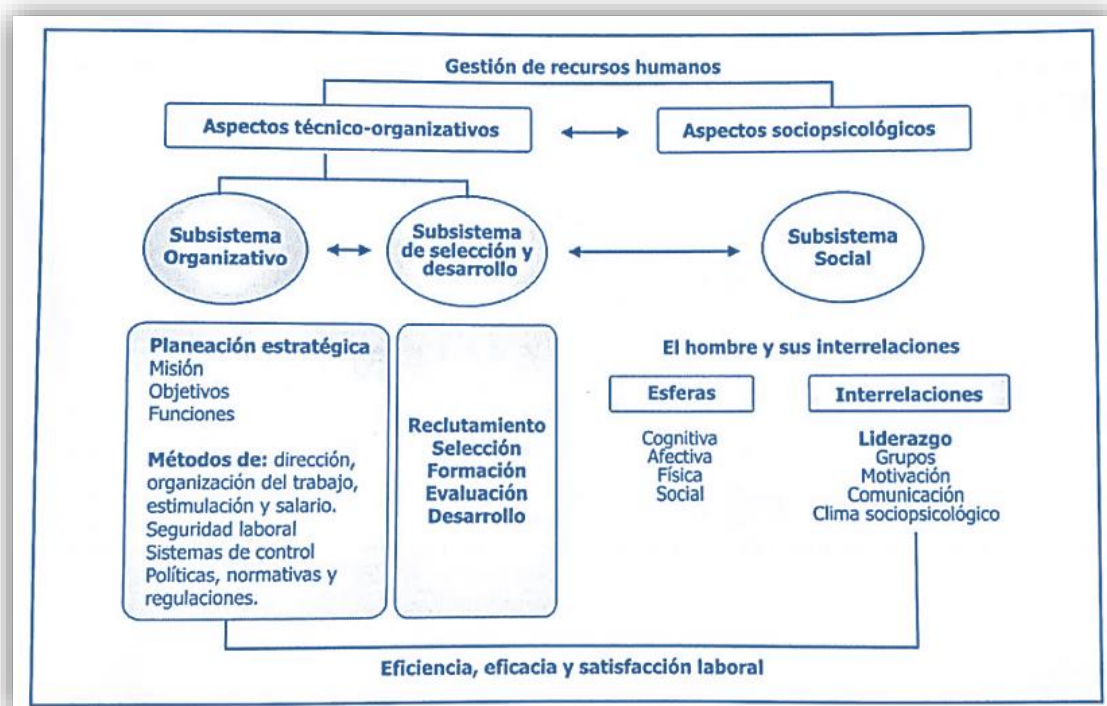 Gestión de recursos humanos
Aspectos técnico-organizativos
Aspectos sociopsicológicos
Subsistema
Organizativo
Subsistema
de selección y
desarrollo
Subsistema
Social
Planeación estratégica
Misión
Objetivos
Funciones
Métodos de: dirección,
organización del trabajo,
estimulación y salario.
Seguridad laboral
Sistemas de control
Políticas, normativas y
regulaciones.
Reclutamiento
Selección
Formación
Evaluación
Desarrollo
El hombre y sus interrelaciones
Esferas
Cognitiva
Afectiva
Física
Social
Interrelaciones
Liderazgo
Grupos
Motivación
Comunicación
Clima sociopsicológico
Eficiencia, eficacia y satisfacción laboral